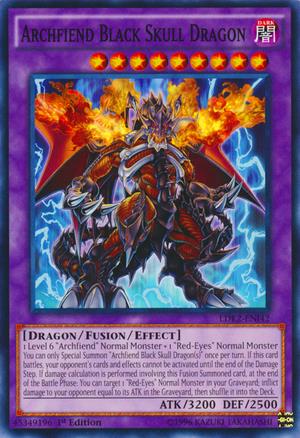 ARCHFIEND BLACK SKULL DRAGON
DARK
闇
LDK2-ENJ42
[DRAGON/FUSION/EFFECT]
1 Level 6 "Archfiend" Normal Monster + 1 "Red-Eyes" Normal Monster
You can only Special Summon "Archfiend Black Skull Dragon(s)" once per turn. If this card
battles, your opponent's cards and effects cannot be activated until the end of the Damage
Step. If damage calculation is performed involving this Fusion Summoned card, at the end
of the Battle Phase: You can target 1 "Red-Eyes" Normal Monster in your Graveyard; inflict
damage to your opponent equal to its ATK in the Graveyard, then shuffle it into the Deck.
ATK/3200 DEF/2500
45349196 1st Edition ©1996 KAZUKI TAKAHASHI